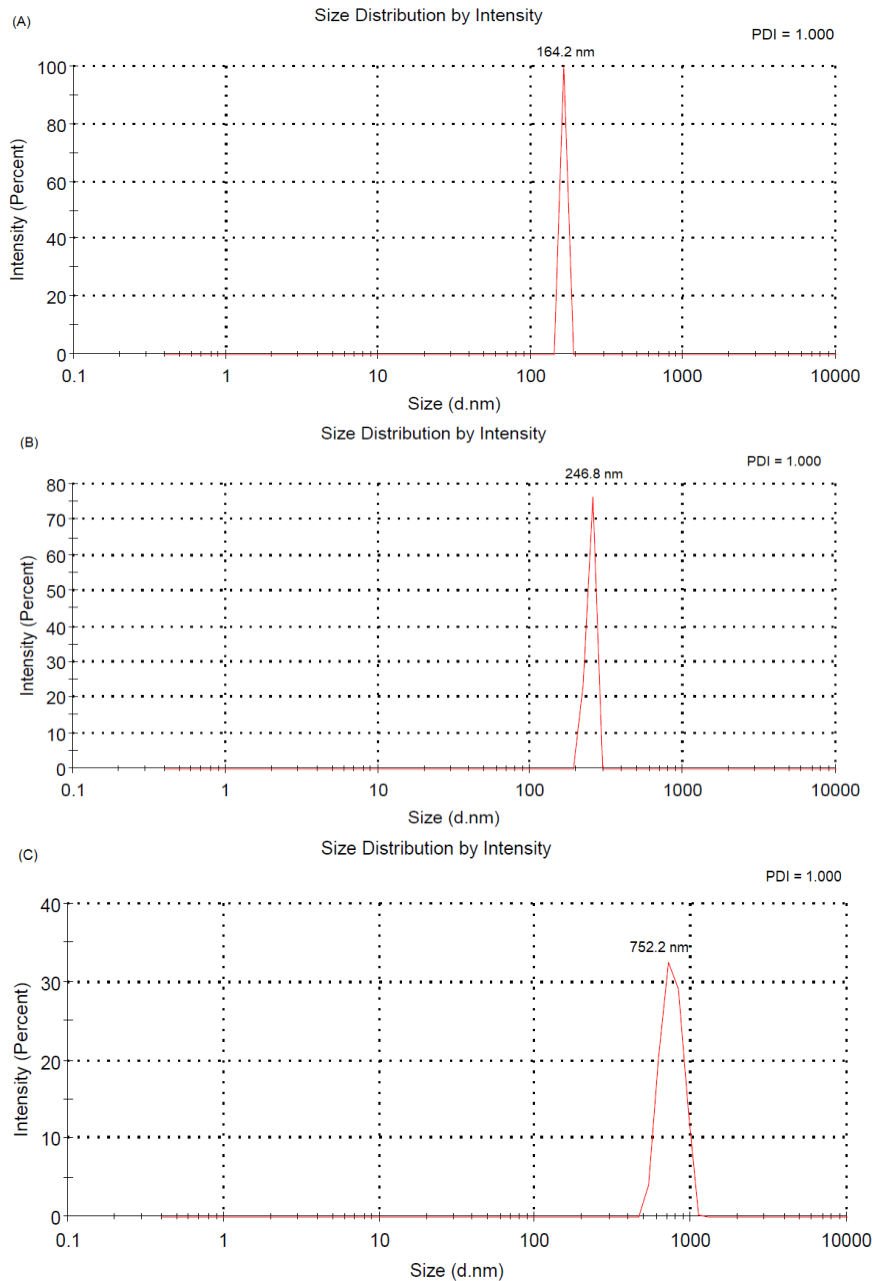 (A)
Size Distribution by Intensity
PDI = 1.000
164.2 nm
Intensity (Percent)
100
80
60
40
20
0
0.1 1 10 100 1000 10000
Size (d.nm)
(B)
Size Distribution by Intensity
PDI = 1.000
246.8 nm
Intensity (Percent)
80
70
60
50
40
30
20
10
0
0.1 1 10 100 1000 10000
Size (d.nm)
(C)
Size Distribution by Intensity
PDI = 1.000
752.2 nm
Intensity (Percent)
40
30
20
10
0
0.1 1 10 100 1000 10000
Size (d.nm)